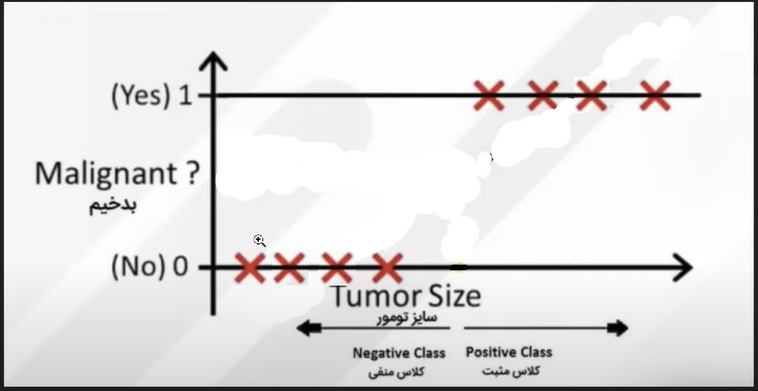 (Yes) 1
Malignant ?
بدخیم
(No) 0
Tumor Size
سایز تومور
Negative Class
کلاس منفی
Positive Class
کلاس مثبت